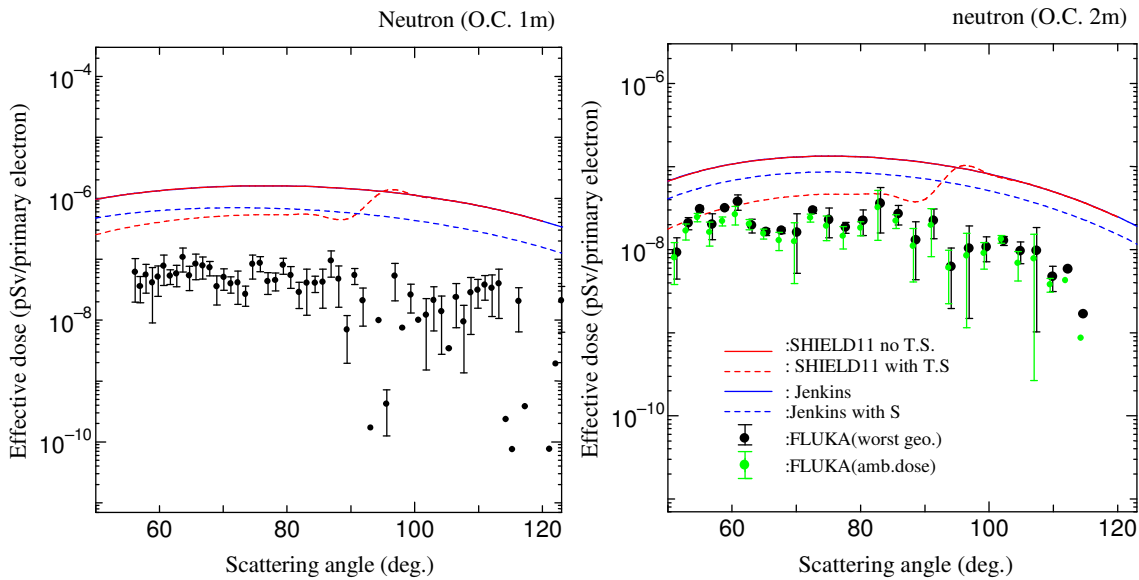 Neutron (O.C. 1m)
Effective dose (pSv/primary electron)
10^−4
10^−6
10^−8
10^−10
60
80
100
120
Scattering angle (deg.)
neutron (O.C. 2m)
Effective dose (pSv/primary electron)
10^−6
10^−8
10^−10
:SHIELD11 no T.S.
: SHIELD11 with T.S
: Jenkins
:Jenkins with S
:FLUKA(worst geo.)
:FLUKA(amb.dose)
60
80
100
120
Scattering angle (deg.)